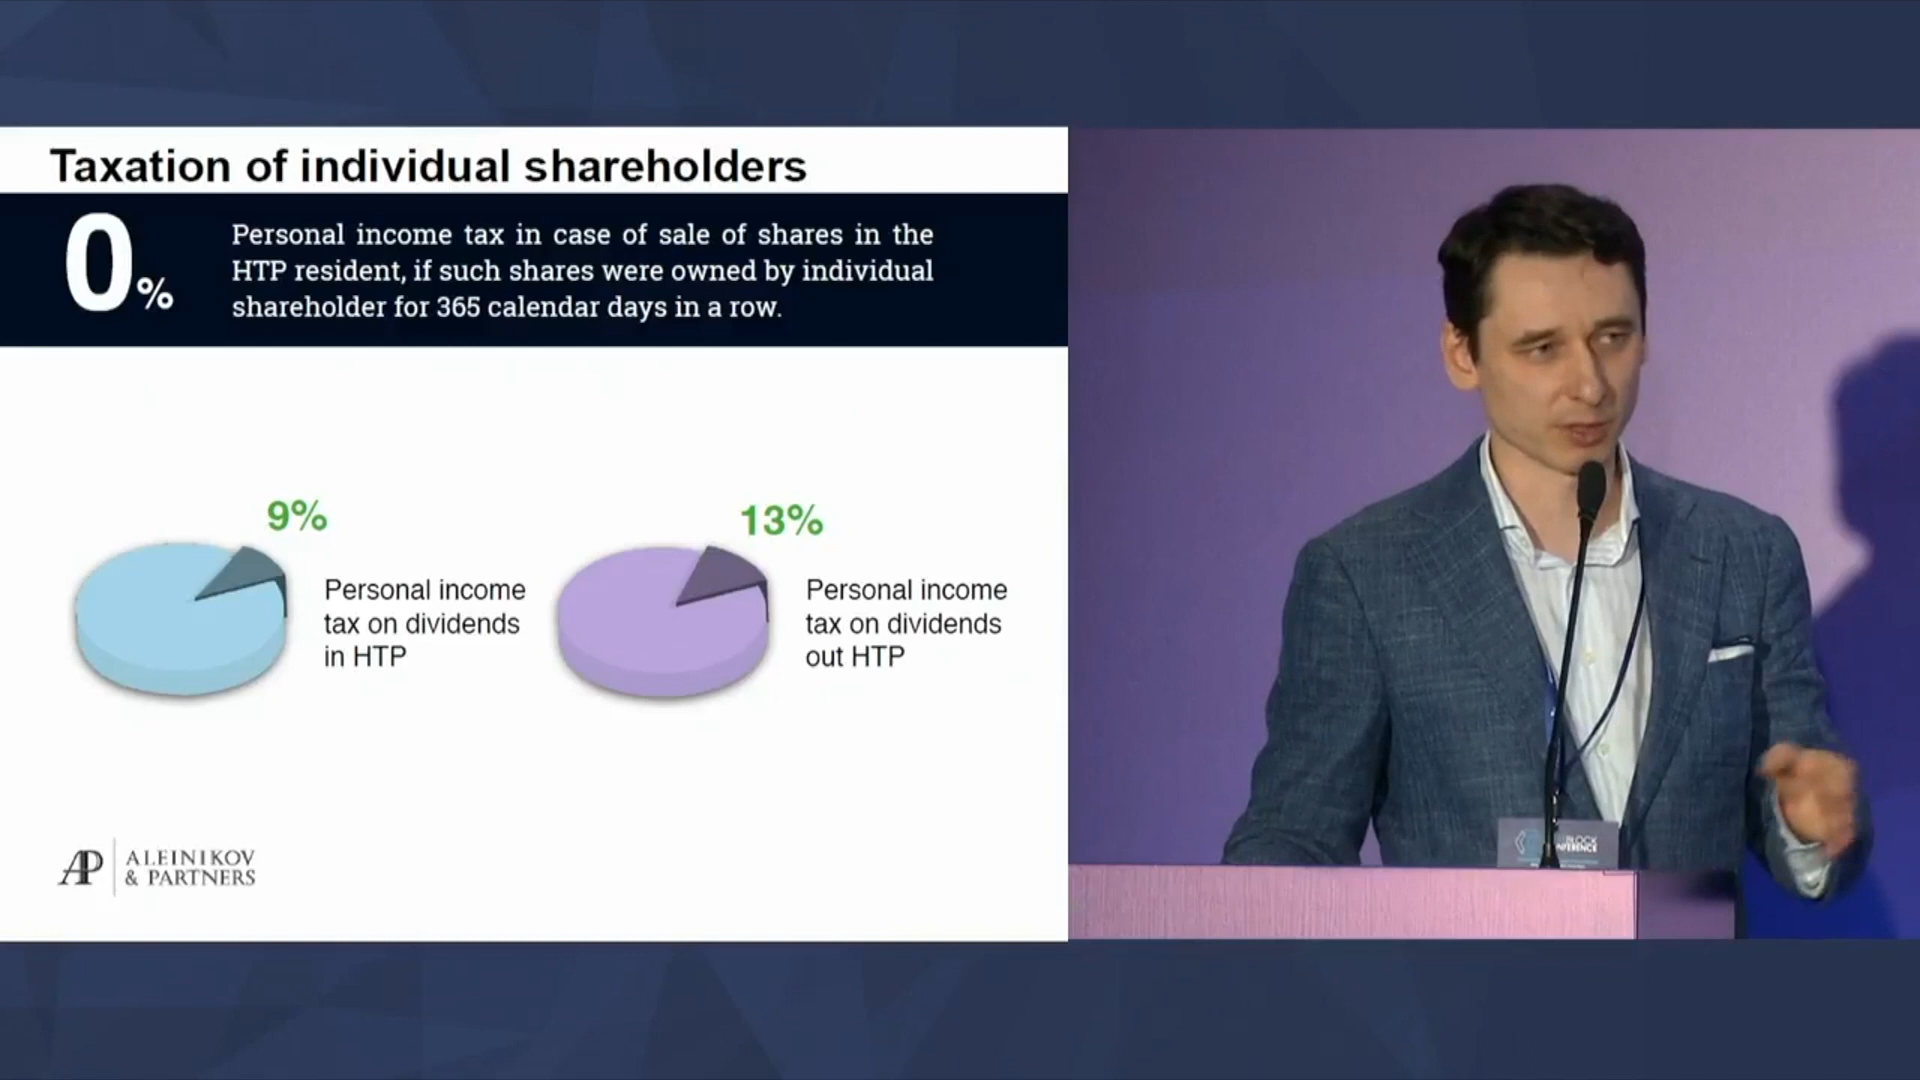 Taxation of individual shareholders
0%
Personal income tax in case of sale of shares in the
HTP resident, if such shares were owned by individual
shareholder for 365 calendar days in a row.
9%
Personal income
tax on dividends
in HTP
13%
Personal income
tax on dividends
out HTP
AP
ALEINIKOV
& PARTNERS
BLOCK